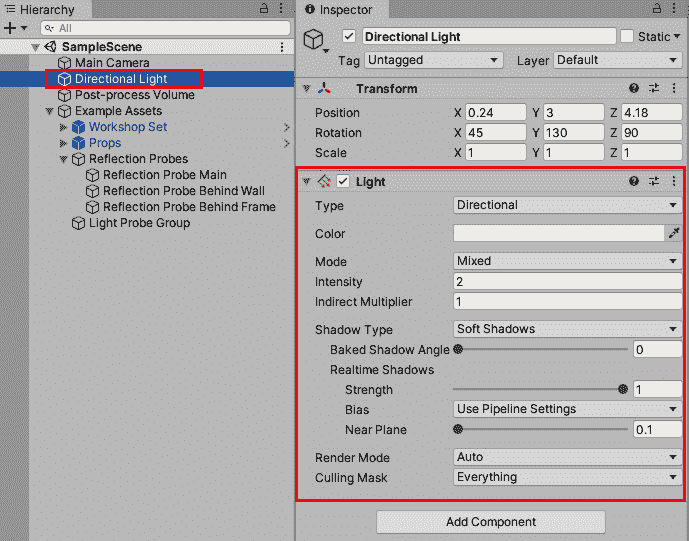 Hierarchy
All
SampleScene
Main Camera
Directional Light
Post-process Volume
Example Assets
Workshop Set
Props
Reflection Probes
Reflection Probe Main
Reflection Probe Behind Wall
Reflection Probe Behind Frame
Light Probe Group
Inspector
Directional Light Static
Tag Untagged Layer Default
Transform
Position X 0.24 Y 3 Z 4.18
Rotation X 45 Y 130 Z 90
Scale X 1 Y 1 Z 1
Light
Type Directional
Color
Mode Mixed
Intensity 2
Indirect Multiplier 1
Shadow Type Soft Shadows
Baked Shadow Angle 0
Realtime Shadows
Strength 1
Bias Use Pipeline Settings
Near Plane 0.1
Render Mode Auto
Culling Mask Everything
Add Component